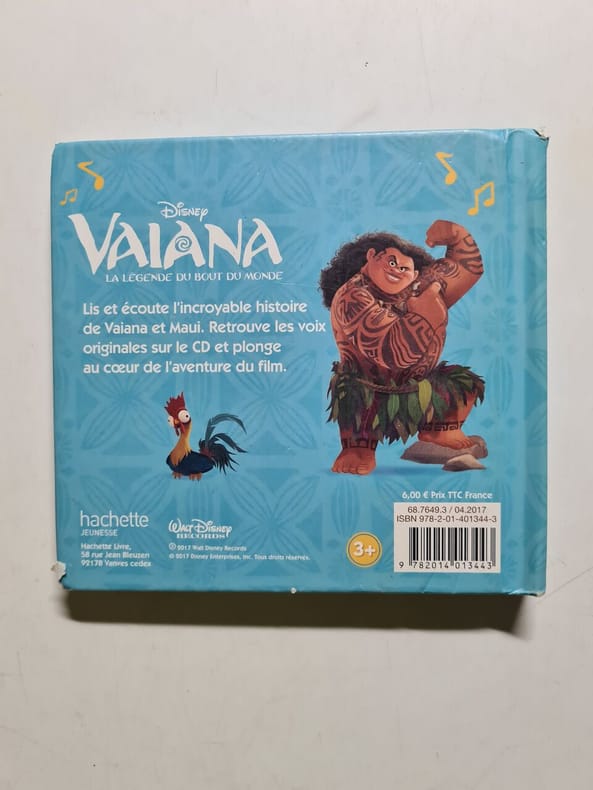 Disney
VAIANA
LA LÉGENDE DU BOUT DU MONDE
Lis et écoute l'incroyable histoire
de Vaiana et Maui. Retrouve les voix
originales sur le CD et plonge
au cœur de l'aventure du film.
hachette
JEUNESSE
Hachette Livre,
58 rue Jean Bleuzen
92178 Vanves cedex
Walt Disney
RECORDS
℗ 2017 Walt Disney Records
© 2017 Disney Enterprises, Inc. Tous droits réservés.
3+
6,00 € Prix TTC France
68.7649.3 / 04.2017
ISBN 978-2-01-401344-3
9 782014 013443